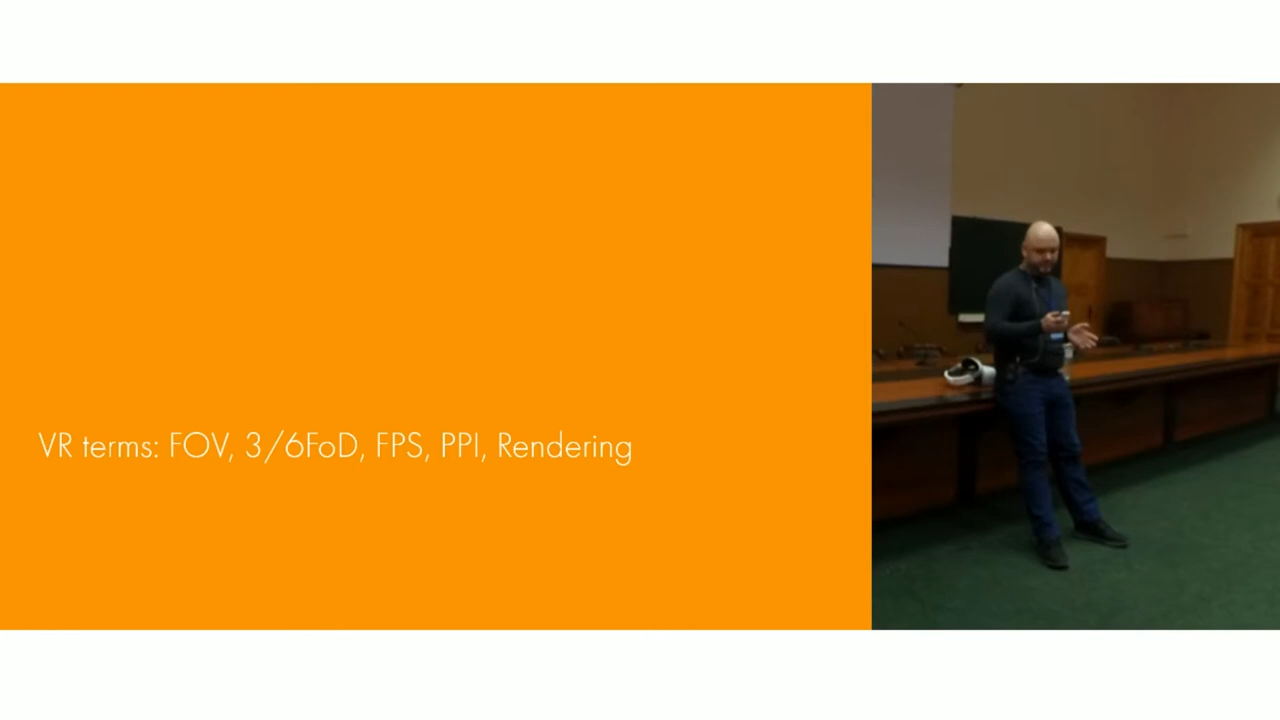 VR terms: FOV, 3/6FoD, FPS, PPI, Rendering